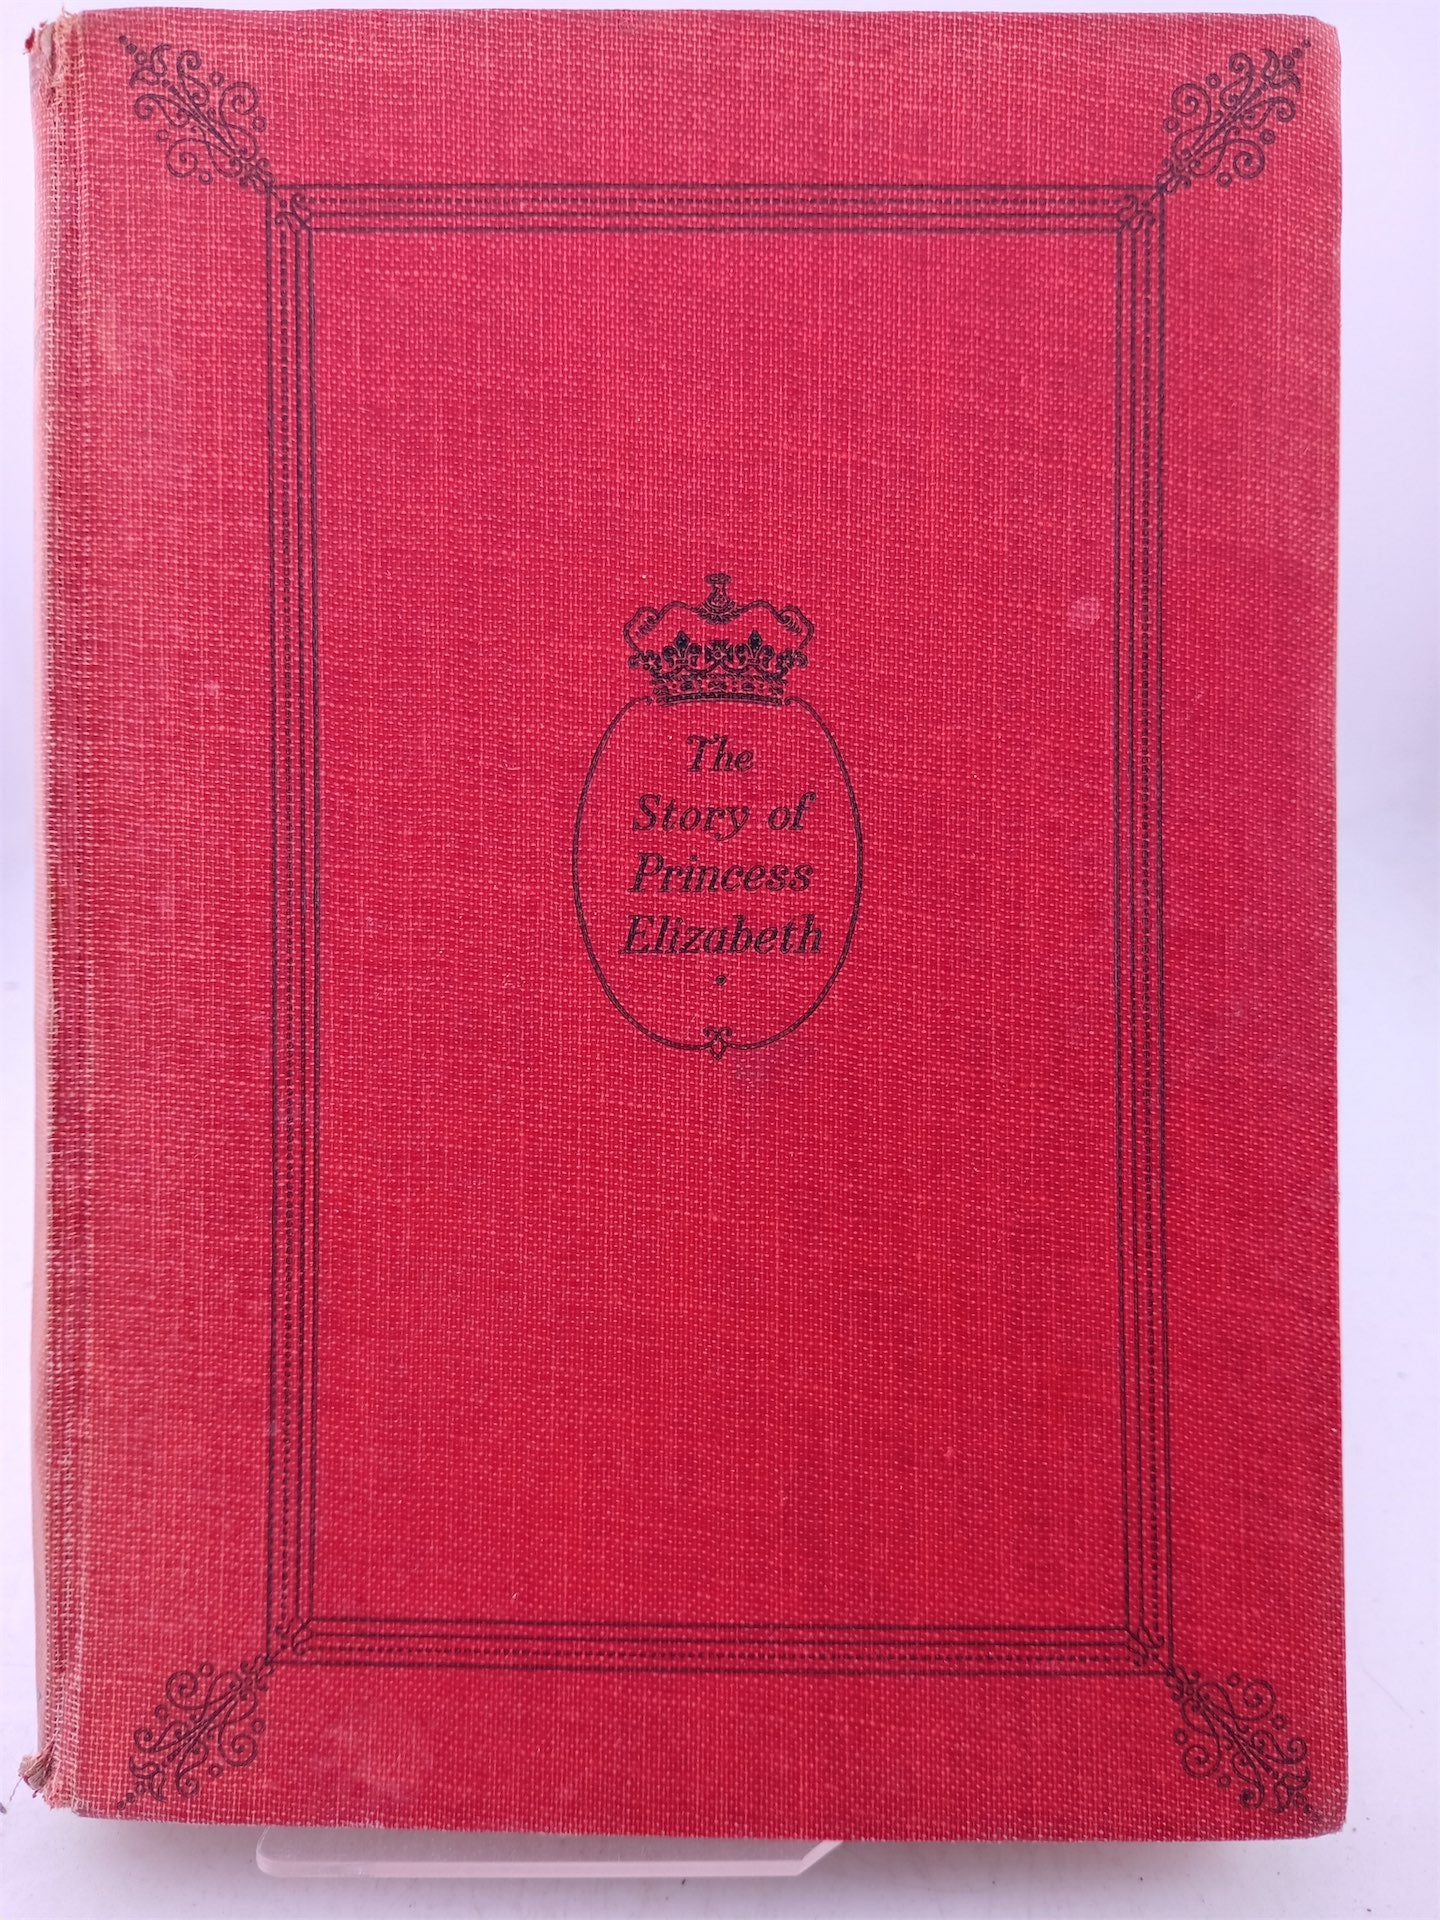 The
Story of
Princess
Elizabeth